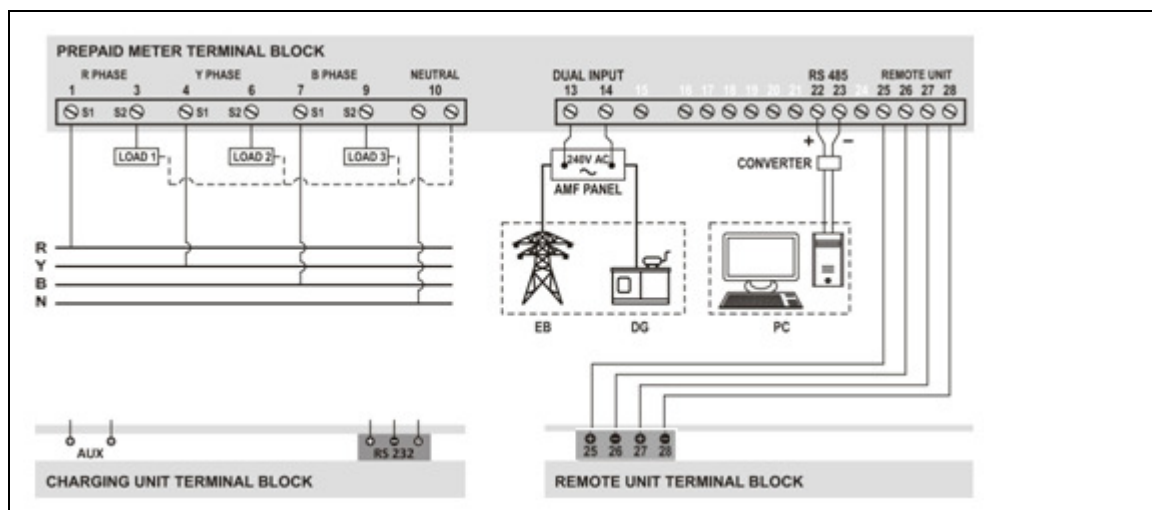 PREPAID METER TERMINAL BLOCK
R PHASE Y PHASE B PHASE NEUTRAL
1 3 4 6 7 9 10
S1 S2 S1 S2 S1 S2
LOAD 1 LOAD 2 LOAD 3
R
Y
B
N
DUAL INPUT RS 485 REMOTE UNIT
13 14 15 16 17 18 19 20 21 22 23 24 25 26 27 28
+ −
240V AC
~
AMF PANEL
CONVERTER
EB DG PC
AUX
RS 232
CHARGING UNIT TERMINAL BLOCK
25 26 27 28
REMOTE UNIT TERMINAL BLOCK